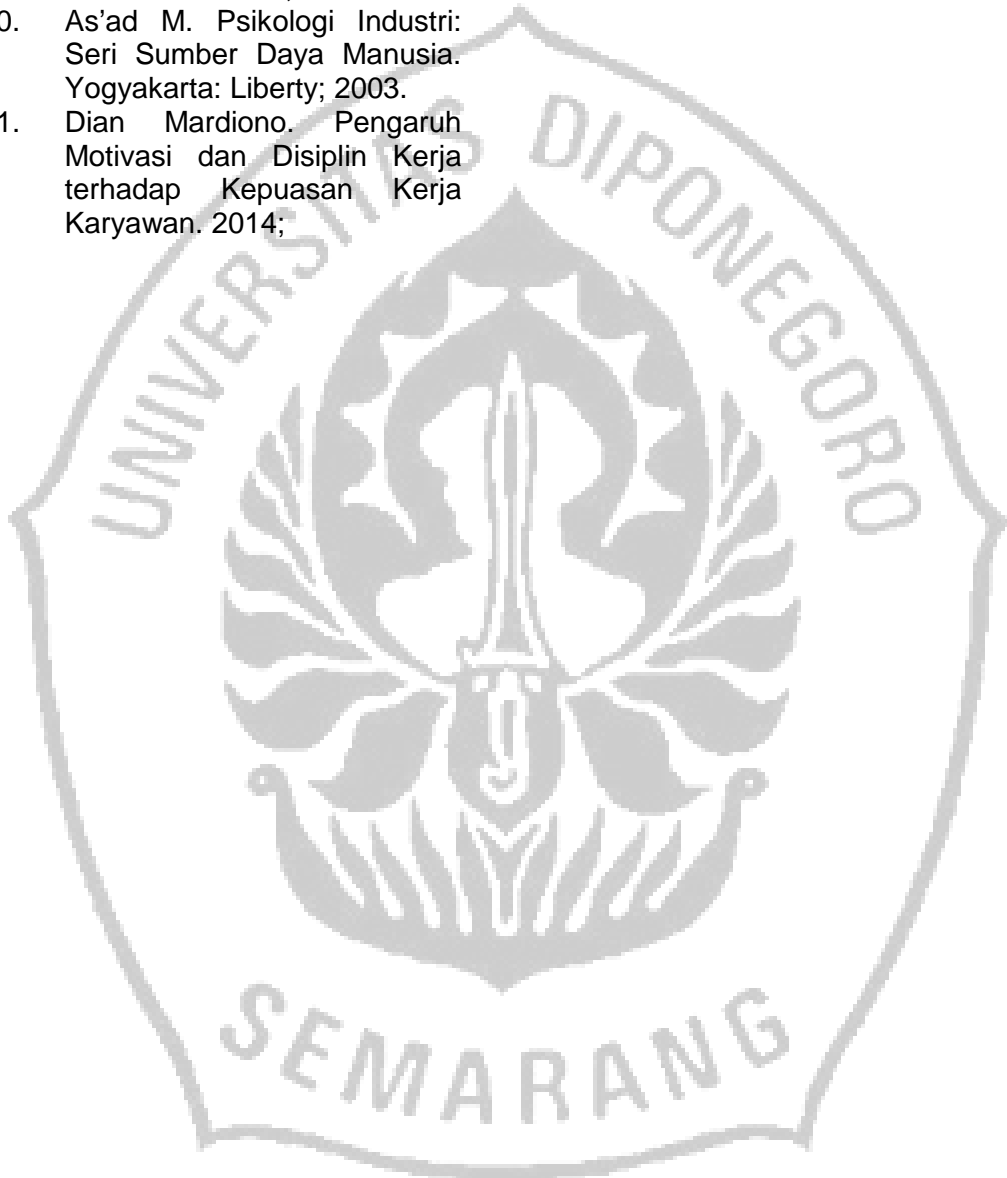 0. As'ad M. Psikologi Industri:
Seri Sumber Daya Manusia.
Yogyakarta: Liberty; 2003.
1. Dian Mardiono. Pengaruh
Motivasi dan Disiplin Kerja
terhadap Kepuasan Kerja
Karyawan. 2014;
UNIVERSITAS DIPONEGORO
SEMARANG